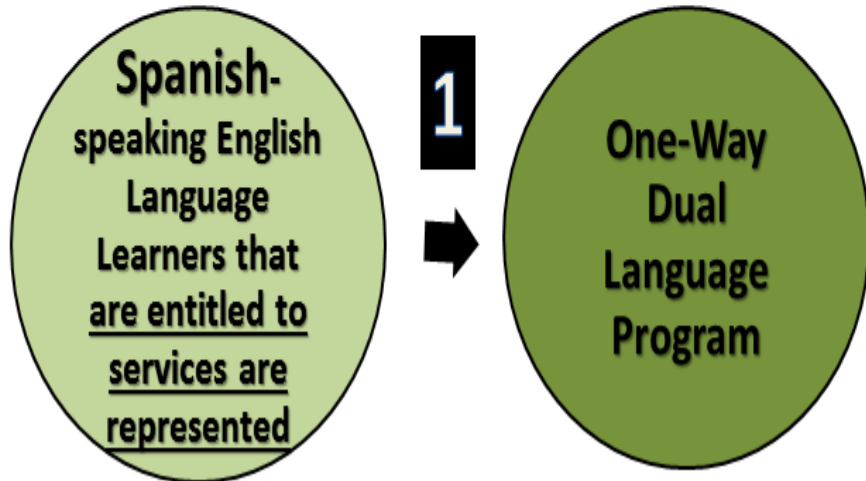 Spanish-
speaking English
Language
Learners that
are entitled to
services are
represented
1
One-Way
Dual
Language
Program